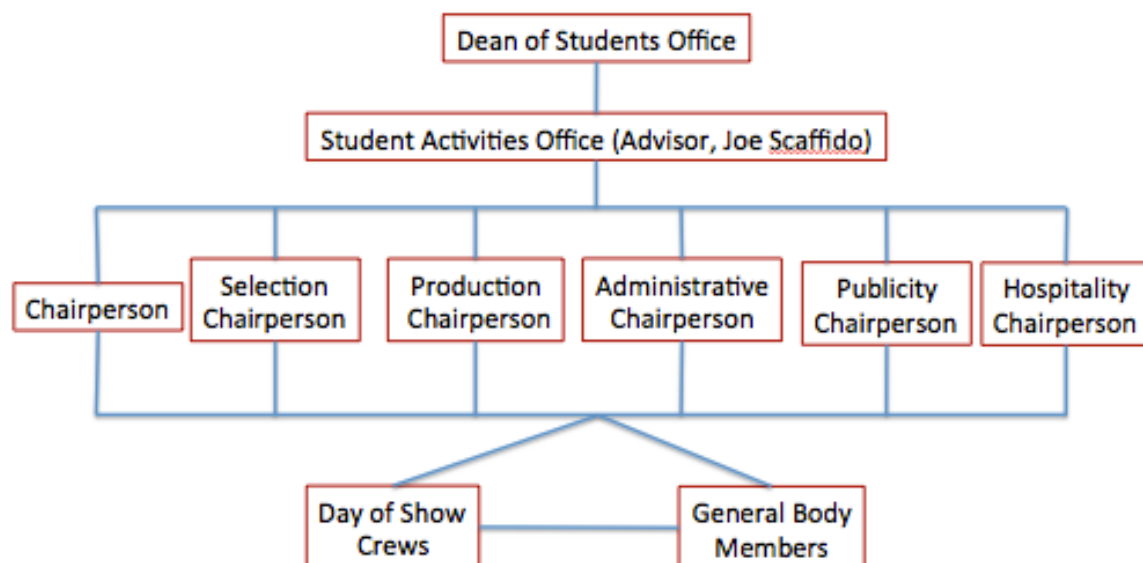 Dean of Students Office
Student Activities Office (Advisor, Joe Scaffido)
Chairperson
Selection
Chairperson
Production
Chairperson
Administrative
Chairperson
Publicity
Chairperson
Hospitality
Chairperson
Day of Show
Crews
General Body
Members